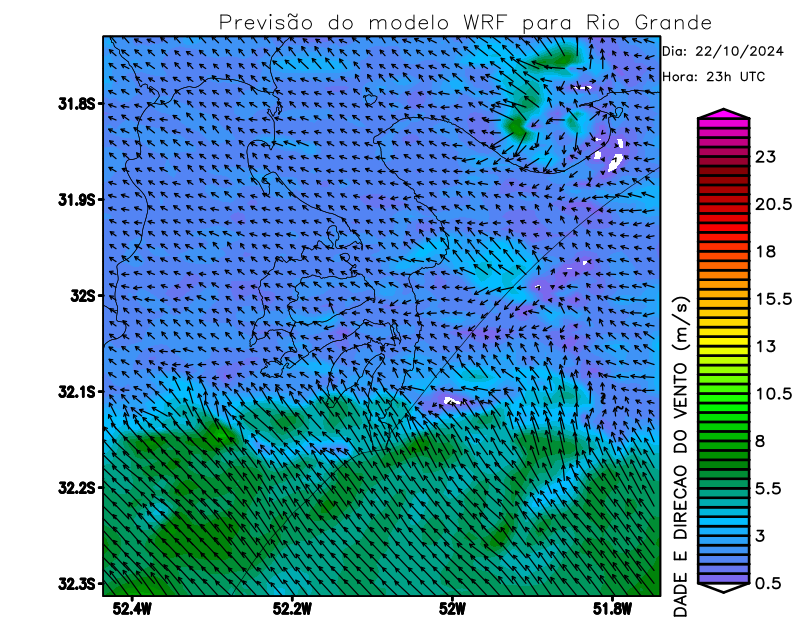 Previsão do modelo WRF para Rio Grande
Dia: 22/10/2024
Hora: 23h UTC
31.8S
31.9S
32S
32.1S
32.2S
32.3S
52.4W
52.2W
52W
51.8W
23
20.5
18
15.5
13
10.5
8
5.5
3
0.5
DADE E DIRECAO DO VENTO (m/s)